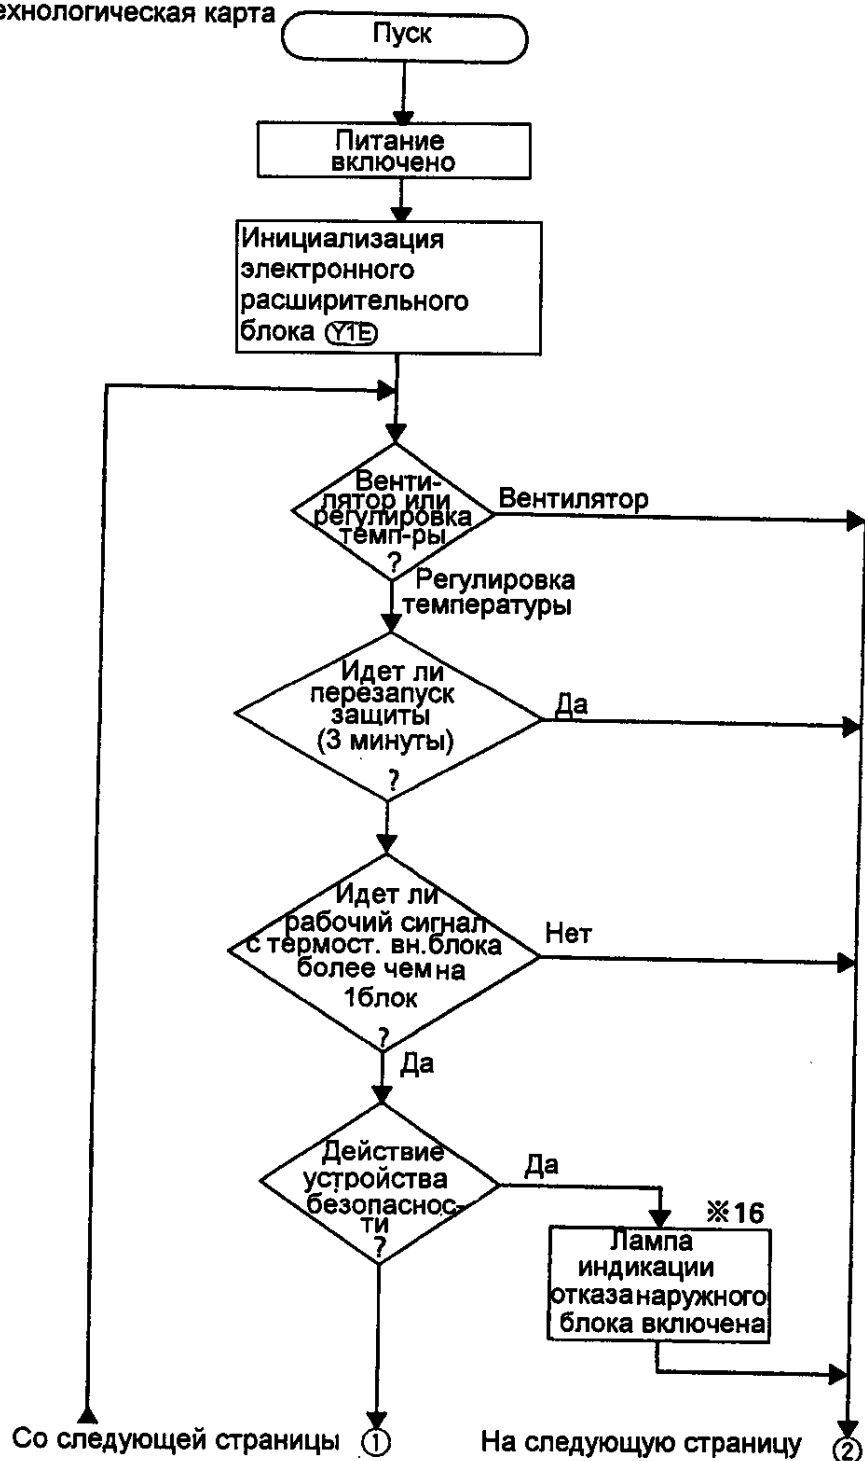 ехнологическая карта
Пуск
Питание
включено
Инициализация
электронного
расширительного
блока (Y1E)
Венти-
лятор или
регулировка
темп-ры
?
Вентилятор
Регулировка
температуры
Идет ли
перезапуск
защиты
(3 минуты)
?
Да
Идет ли
рабочий сигнал
с термост. вн.блока
более чем на
1блок
?
Нет
Да
Действие
устройства
безопаснос-
ти
?
Да
※16
Лампа
индикации
отказа наружного
блока включена
Со следующей страницы ①
На следующую страницу ②